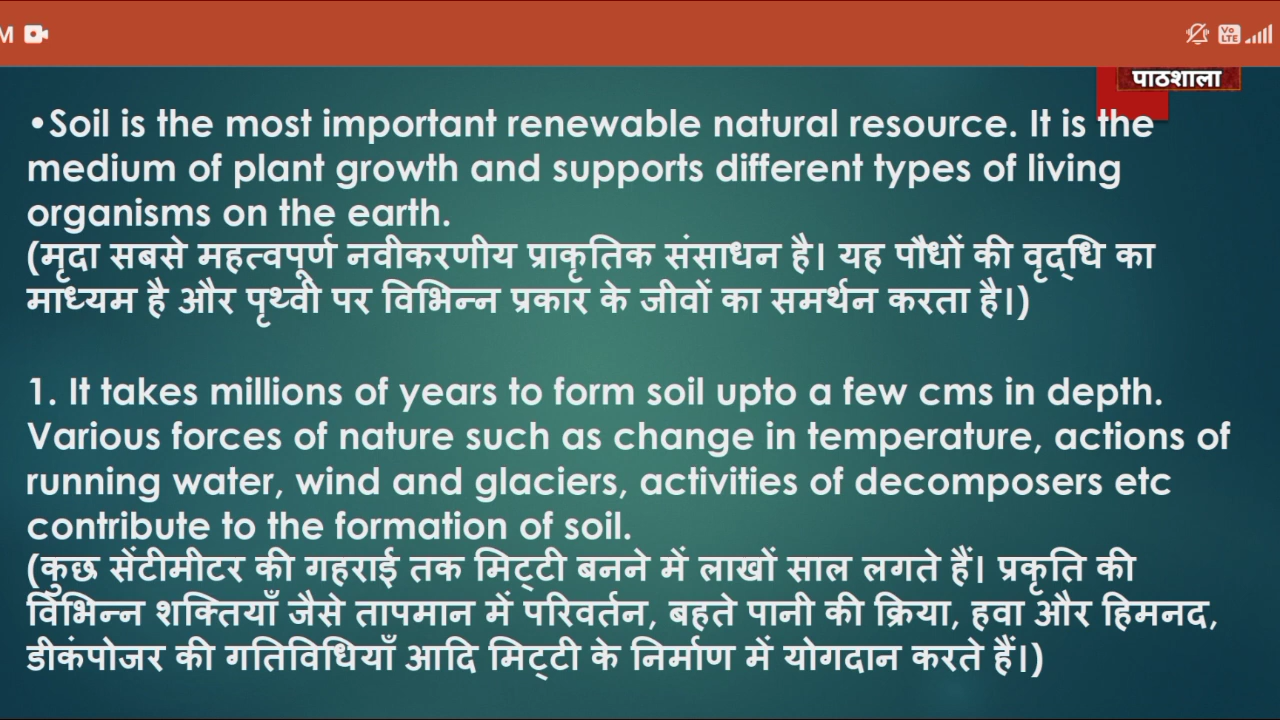 M
Vo LTE
पाठशाला
•Soil is the most important renewable natural resource. It is the
medium of plant growth and supports different types of living
organisms on the earth.
(मृदा सबसे महत्वपूर्ण नवीकरणीय प्राकृतिक संसाधन है। यह पौधों की वृद्धि का
माध्यम है और पृथ्वी पर विभिन्न प्रकार के जीवों का समर्थन करता है।)
1. It takes millions of years to form soil upto a few cms in depth.
Various forces of nature such as change in temperature, actions of
running water, wind and glaciers, activities of decomposers etc
contribute to the formation of soil.
(कुछ सेंटीमीटर की गहराई तक मिट्टी बनने में लाखों साल लगते हैं। प्रकृति की
विभिन्न शक्तियाँ जैसे तापमान में परिवर्तन, बहते पानी की क्रिया, हवा और हिमनद,
डीकंपोजर की गतिविधियाँ आदि मिट्टी के निर्माण में योगदान करते हैं।)